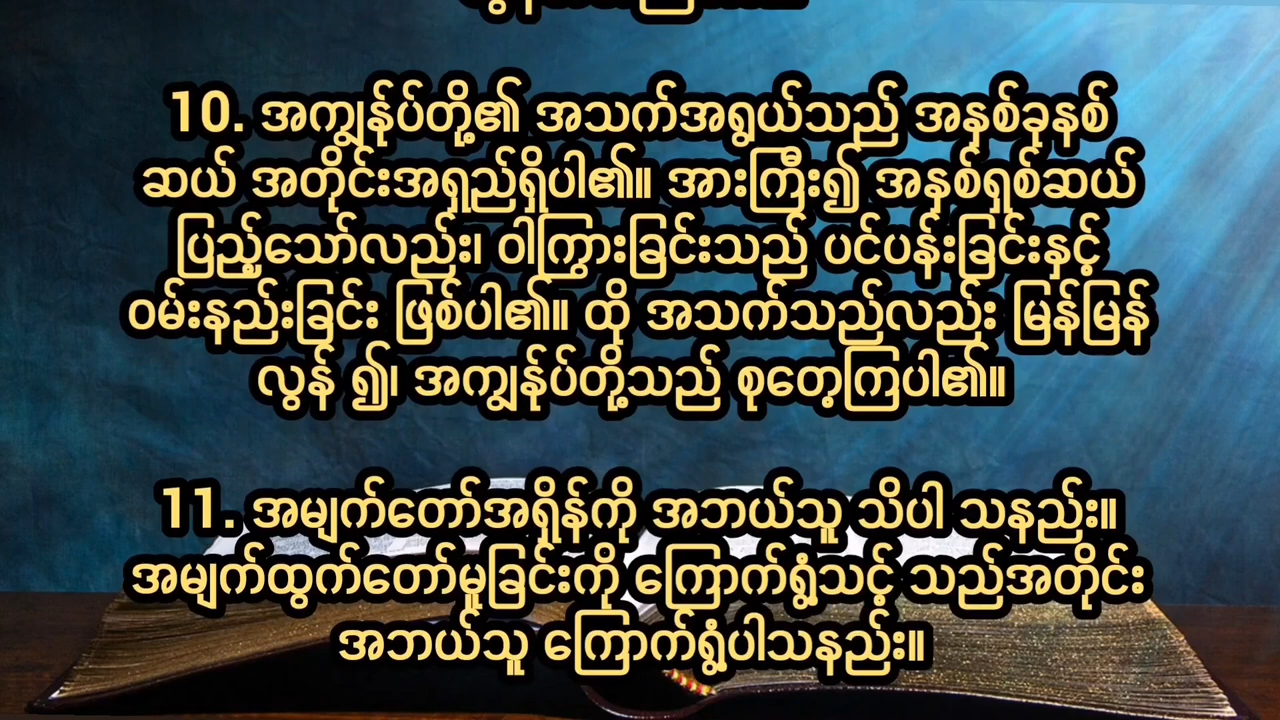 10. အကျွန်ုပ်တို့၏ အသက်အရွယ်သည် အနှစ်ခုနစ်
ဆယ် အတိုင်းအရှည်ရှိပါ၏။ အားကြီး၍ အနှစ်ရှစ်ဆယ်
ပြည့်သော်လည်း၊ ဝါကြွားခြင်းသည် ပင်ပန်းခြင်းနှင့်
ဝမ်းနည်းခြင်း ဖြစ်ပါ၏။ ထို အသက်သည်လည်း မြန်မြန်
လွန် ၍၊ အကျွန်ုပ်တို့သည် စုတေ့ကြပါ၏။
11. အမျက်တော်အရှိန်ကို အဘယ်သူ သိပါ သနည်း။
အမျက်ထွက်တော်မူခြင်းကို ကြောက်ရွံ့သင့် သည်အတိုင်း
အဘယ်သူ ကြောက်ရွံ့ပါသနည်း။